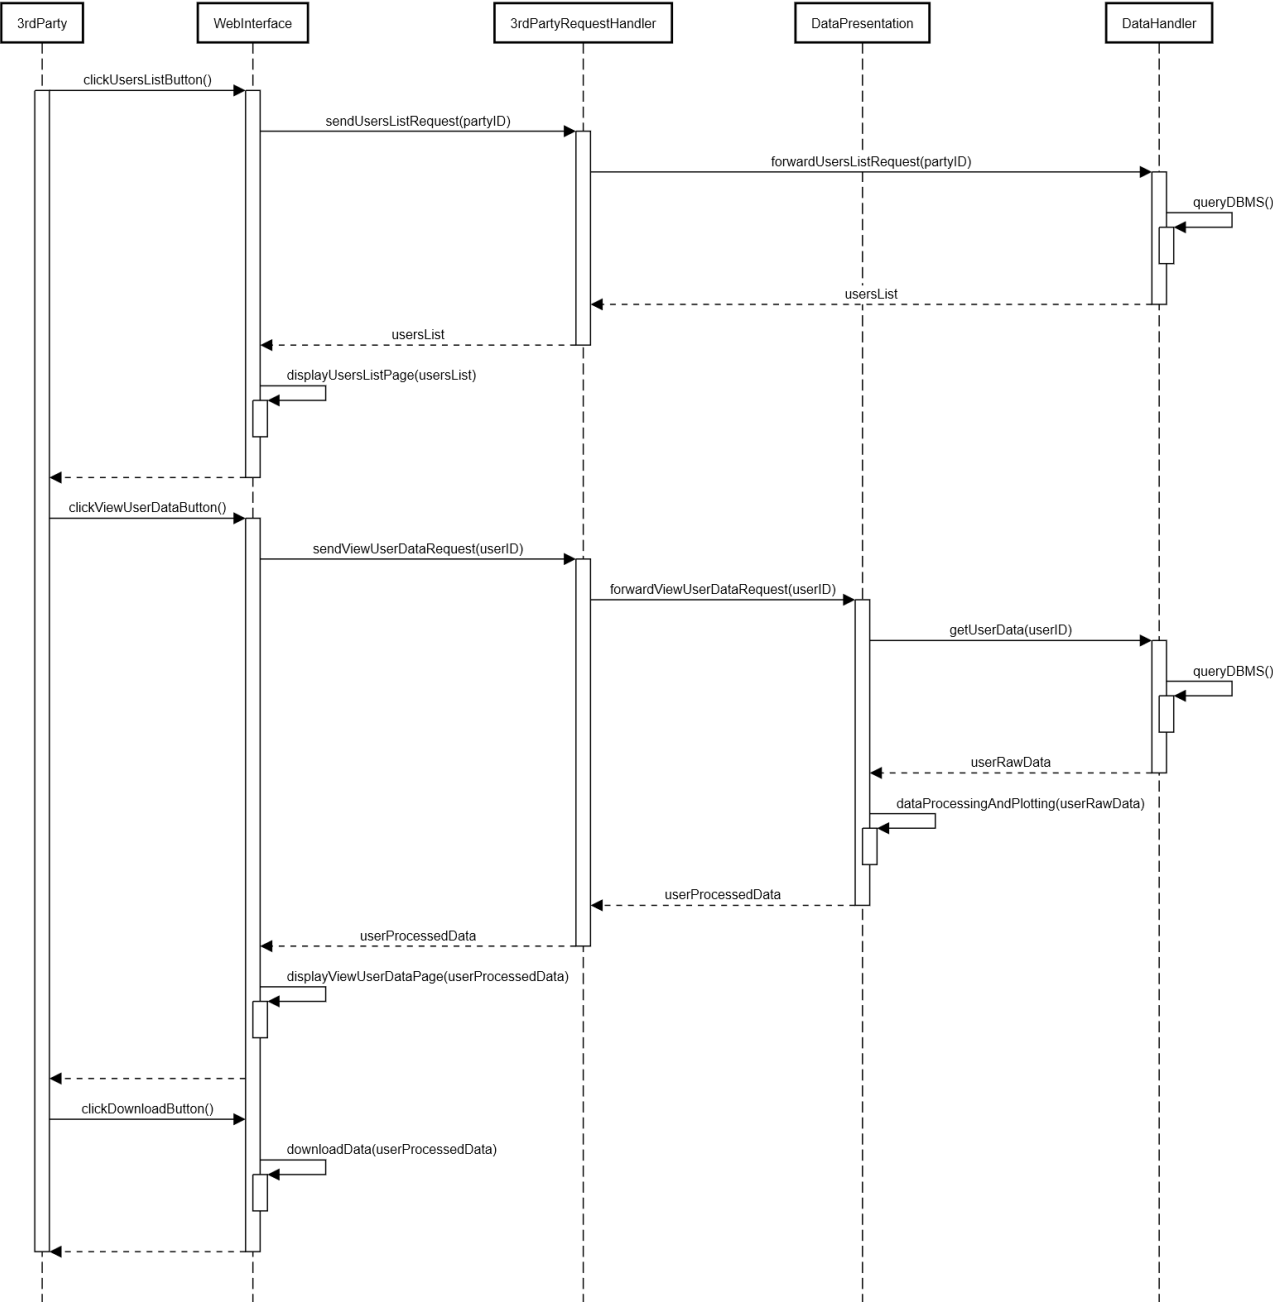 3rdParty
WebInterface
3rdPartyRequestHandler
DataPresentation
DataHandler
clickUsersListButton()
sendUsersListRequest(partyID)
forwardUsersListRequest(partyID)
queryDBMS()
usersList
usersList
displayUsersListPage(usersList)
clickViewUserDataButton()
sendViewUserDataRequest(userID)
forwardViewUserDataRequest(userID)
getUserData(userID)
queryDBMS()
userRawData
dataProcessingAndPlotting(userRawData)
userProcessedData
userProcessedData
displayViewUserDataPage(userProcessedData)
clickDownloadButton()
downloadData(userProcessedData)